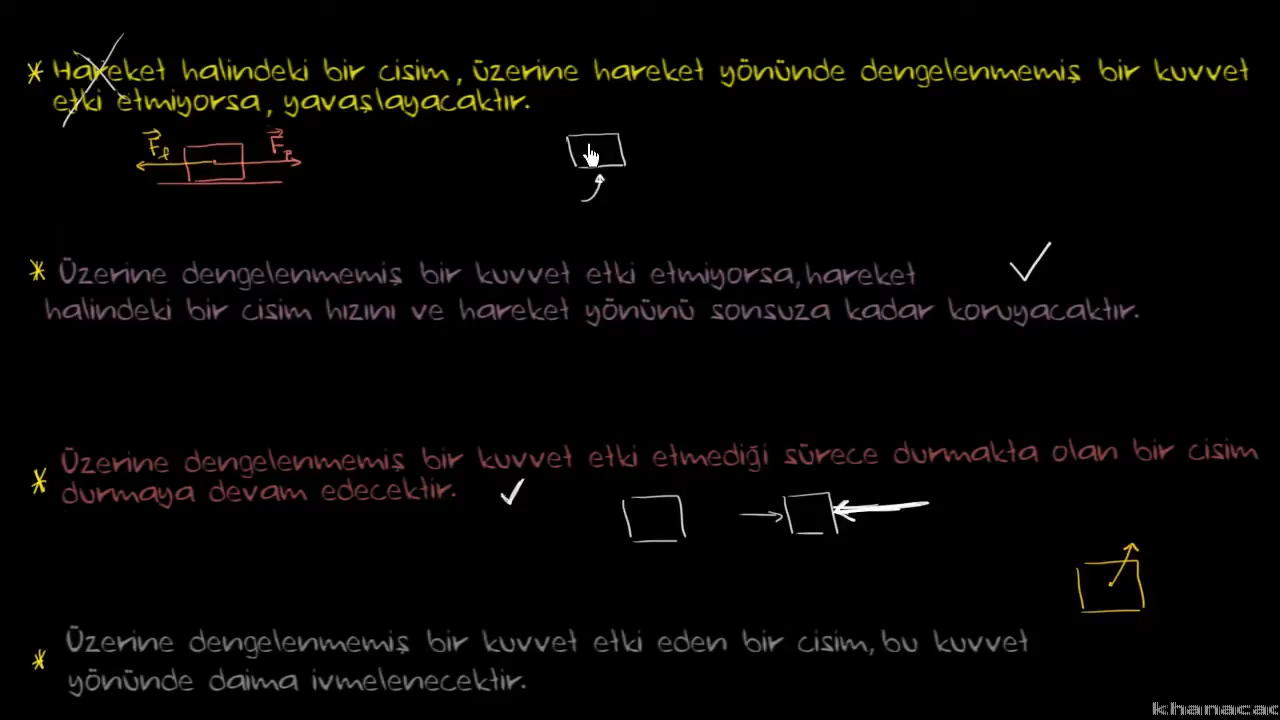 * Hareket halindeki bir cisim, üzerine hareket yönünde dengelenmemiş bir kuvvet
etki etmiyorsa, yavaşlayacaktır.
* Üzerine dengelenmemiş bir kuvvet etki etmiyorsa, hareket
halindeki bir cisim hızını ve hareket yönünü sonsuza kadar koruyacaktır.
* Üzerine dengelenmemiş bir kuvvet etki etmediği sürece durmakta olan bir cisim
durmaya devam edecektir.
* Üzerine dengelenmemiş bir kuvvet etki eden bir cisim, bu kuvvet
yönünde daima ivmelenecektir.
khanacac